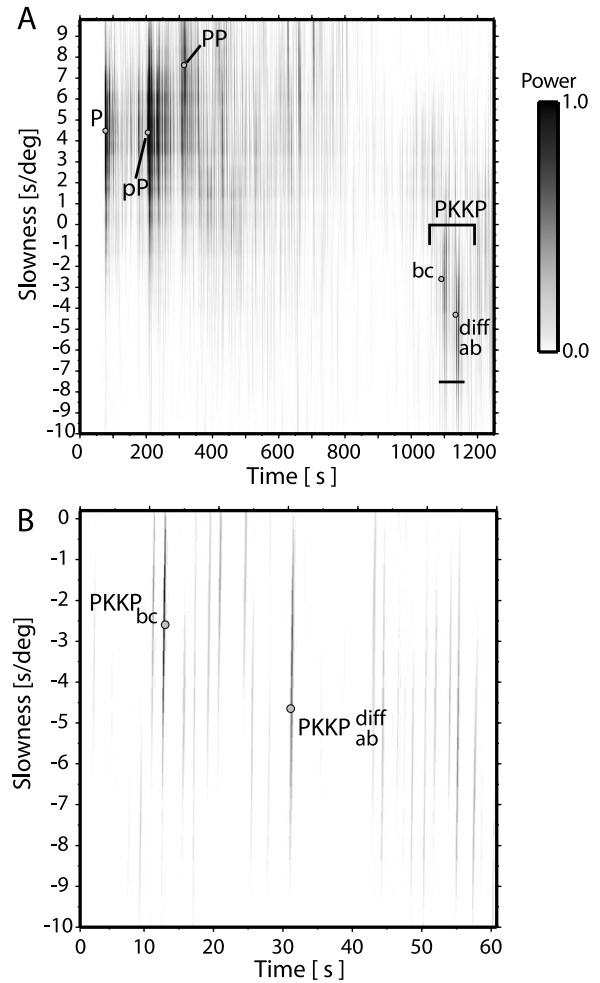 A
Slowness [s/deg]
9
8
7
6
5
4
3
2
1
0
-1
-2
-3
-4
-5
-6
-7
-8
-9
-10
PP
P
pP
PKKP
bc
diff
ab
0 200 400 600 800 1000 1200
Time [ s ]
Power
1.0
0.0
B
Slowness [s/deg]
0
-1
-2
-3
-4
-5
-6
-7
-8
-9
-10
PKKP bc
PKKP diff
ab
0 10 20 30 40 50 60
Time [ s ]